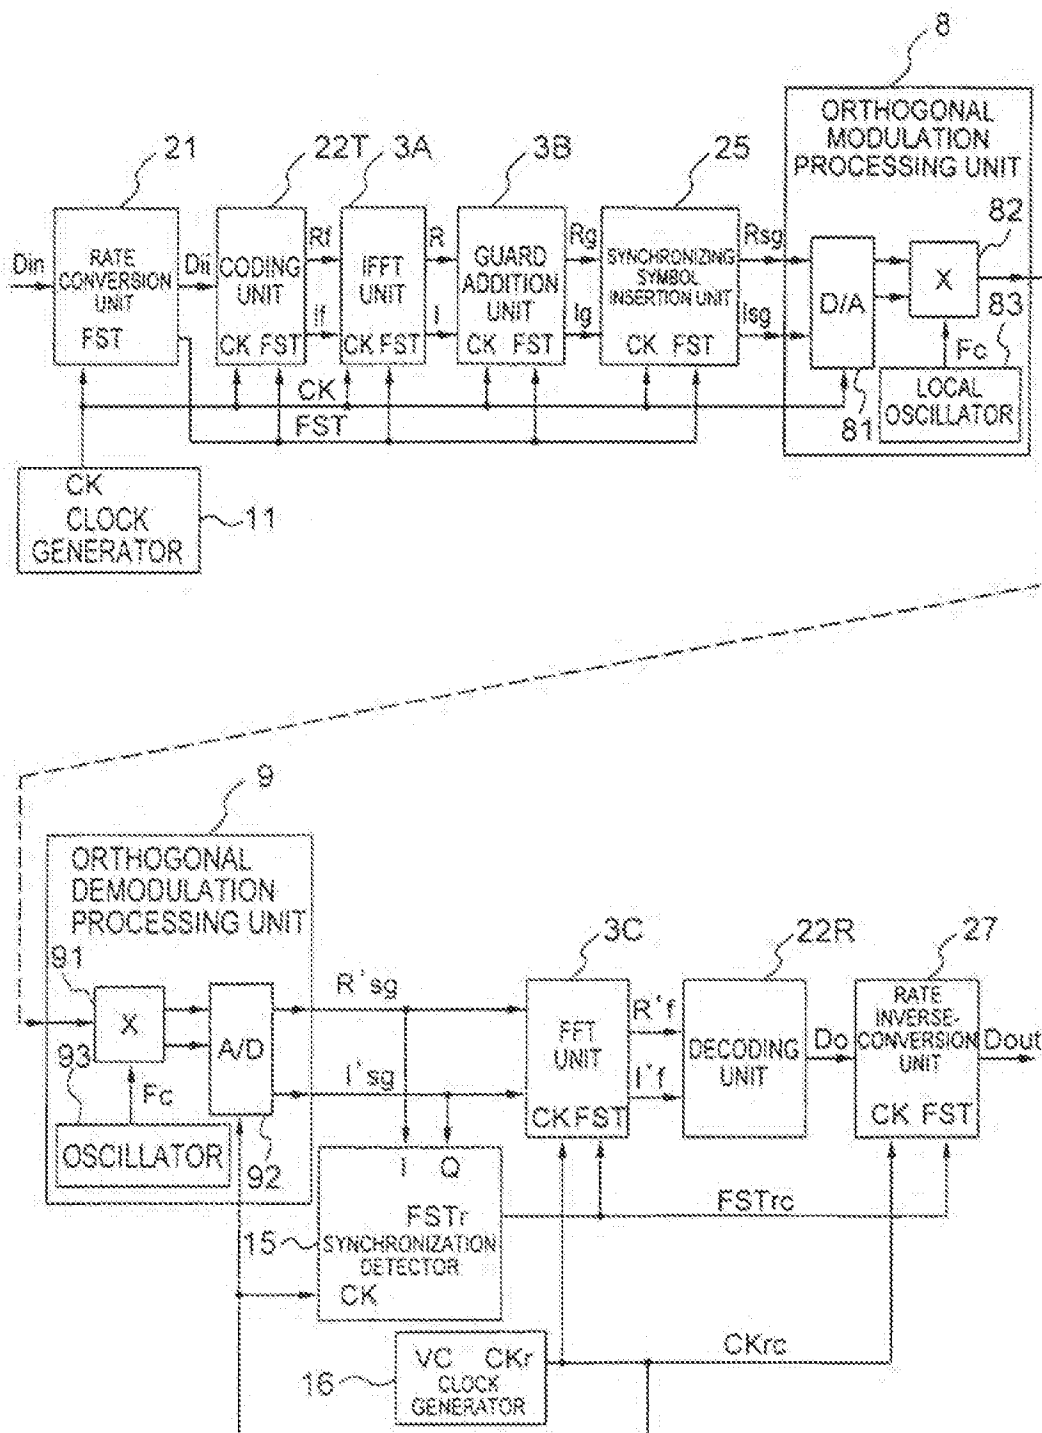 8
ORTHOGONAL
MODULATION
PROCESSING UNIT
21
22T
3A
3B
25
82
Din
RATE
CONVERSION
UNIT
FST
Dii
CODING
UNIT
CK FST
Rf
If
IFFT
UNIT
CK FST
R
I
GUARD
ADDITION
UNIT
CK FST
Rg
Ig
SYNCHRONIZING
SYMBOL
INSERTION UNIT
CK FST
Rsg
Isg
D/A
X
83
Fc
LOCAL
OSCILLATOR
81
CK
FST
CK
CLOCK
GENERATOR
11
9
ORTHOGONAL
DEMODULATION
PROCESSING UNIT
91
X
93
Fc
OSCILLATOR
A/D
92
R'sg
I'sg
3C
FFT
UNIT
CK FST
R'f
I'f
22R
DECODING
UNIT
Do
27
RATE
INVERSE-
CONVERSION
UNIT
CK FST
Dout
I Q
FSTr
15
SYNCHRONIZATION
DETECTOR
CK
FSTrc
VC CKr
16
CLOCK
GENERATOR
CKrc